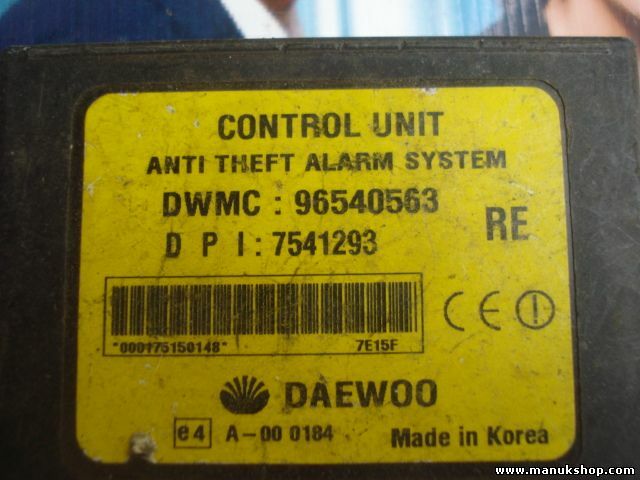 CONTROL UNIT
ANTI THEFT ALARM SYSTEM
DWMC : 96540563
RE
D P I : 7541293
*000175150148* 7E15F
CE
DAEWOO
e4 A-00 0184 Made in Korea
www.manukshop.com